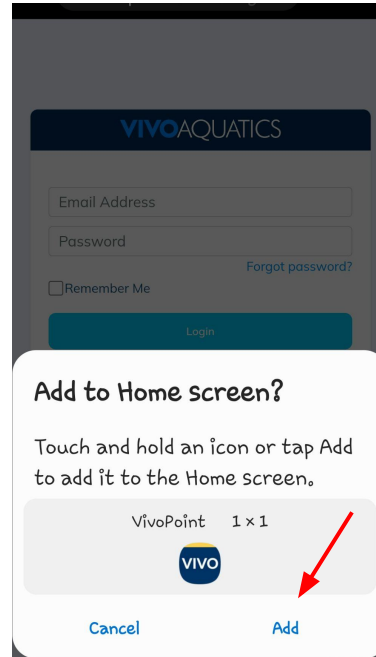 VIVOAQUATICS
Email Address
Password
Forgot password?
Remember Me
Login
Add to Home screen?
Touch and hold an icon or tap Add
to add it to the Home screen.
VivoPoint 1 × 1
VIVO
Cancel Add